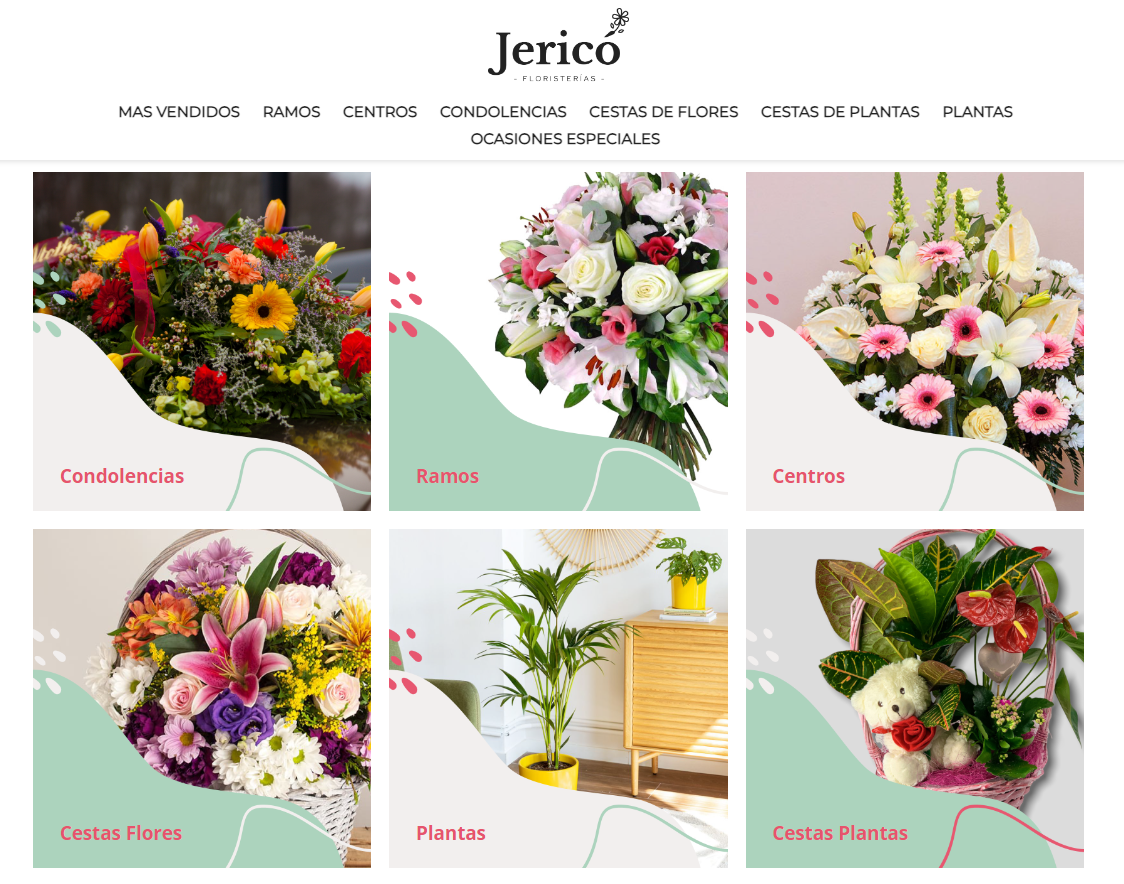 Jericó
- FLORISTERÍAS -
MAS VENDIDOS RAMOS CENTROS CONDOLENCIAS CESTAS DE FLORES CESTAS DE PLANTAS PLANTAS
OCASIONES ESPECIALES
Condolencias
Ramos
Centros
Cestas Flores
Plantas
Cestas Plantas